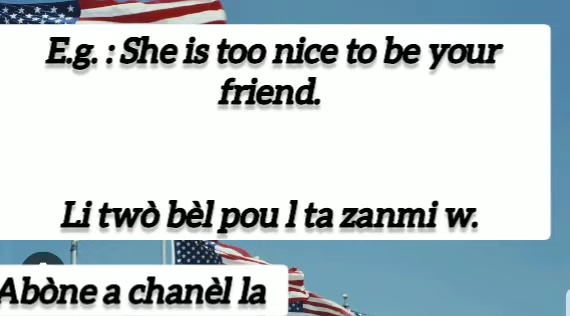 E.g. : She is too nice to be your
friend.
Li twò bèl pou l ta zanmi w.
Abòne a chanèl la